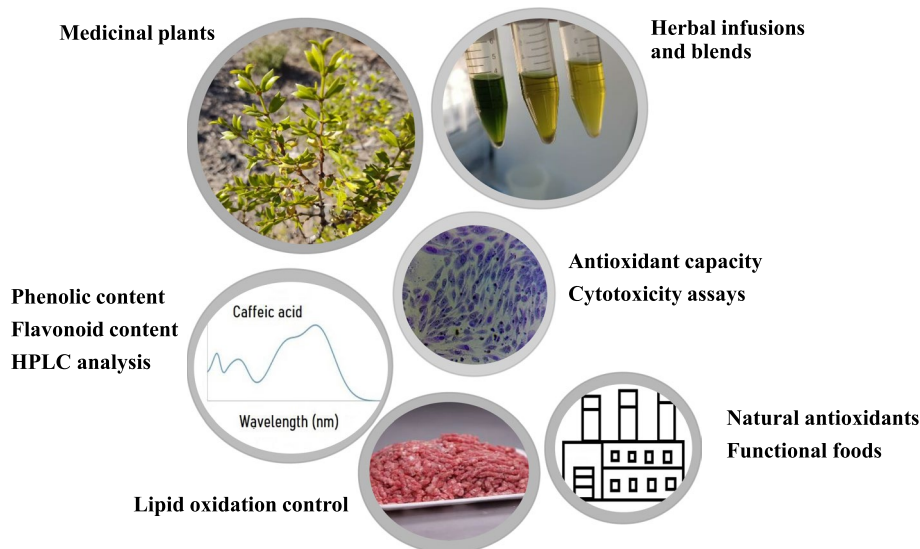 Medicinal plants
Herbal infusions
and blends
Antioxidant capacity
Cytotoxicity assays
Phenolic content
Flavonoid content
HPLC analysis
Caffeic acid
Wavelength (nm)
Natural antioxidants
Functional foods
Lipid oxidation control